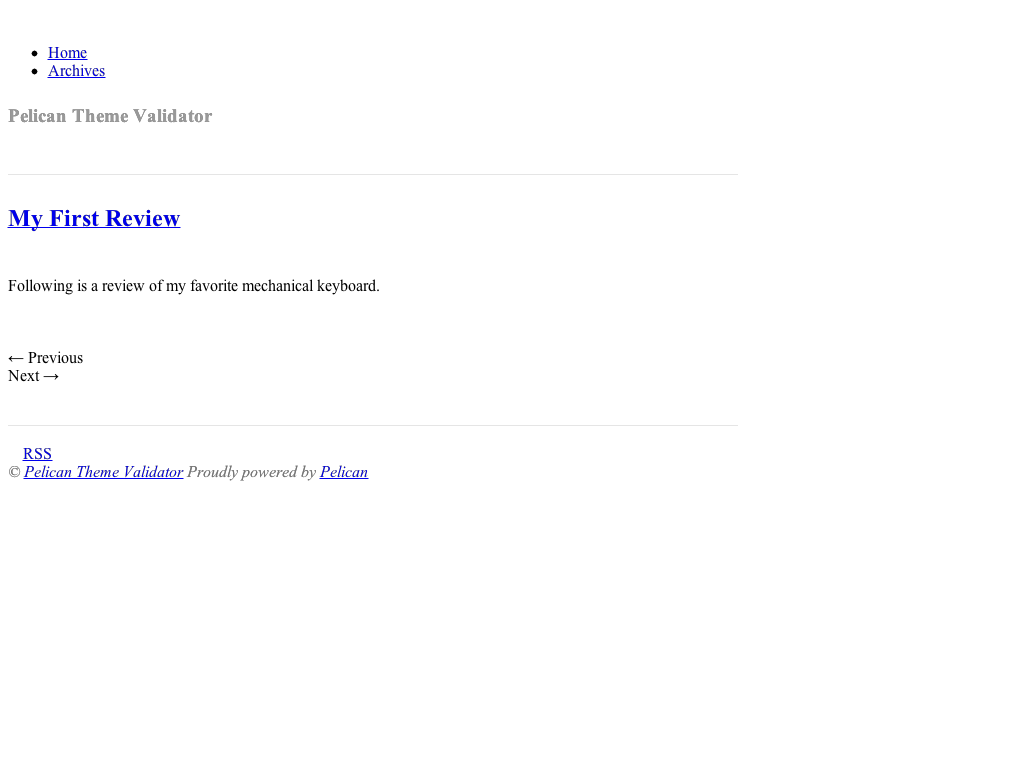 Home
Archives
Pelican Theme Validator
My First Review
Following is a review of my favorite mechanical keyboard.
← Previous
Next →
RSS
© Pelican Theme Validator Proudly powered by Pelican